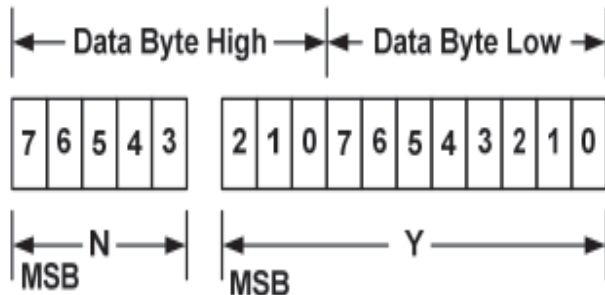 Data Byte High Data Byte Low
7 6 5 4 3 2 1 0 7 6 5 4 3 2 1 0
N Y
MSB MSB